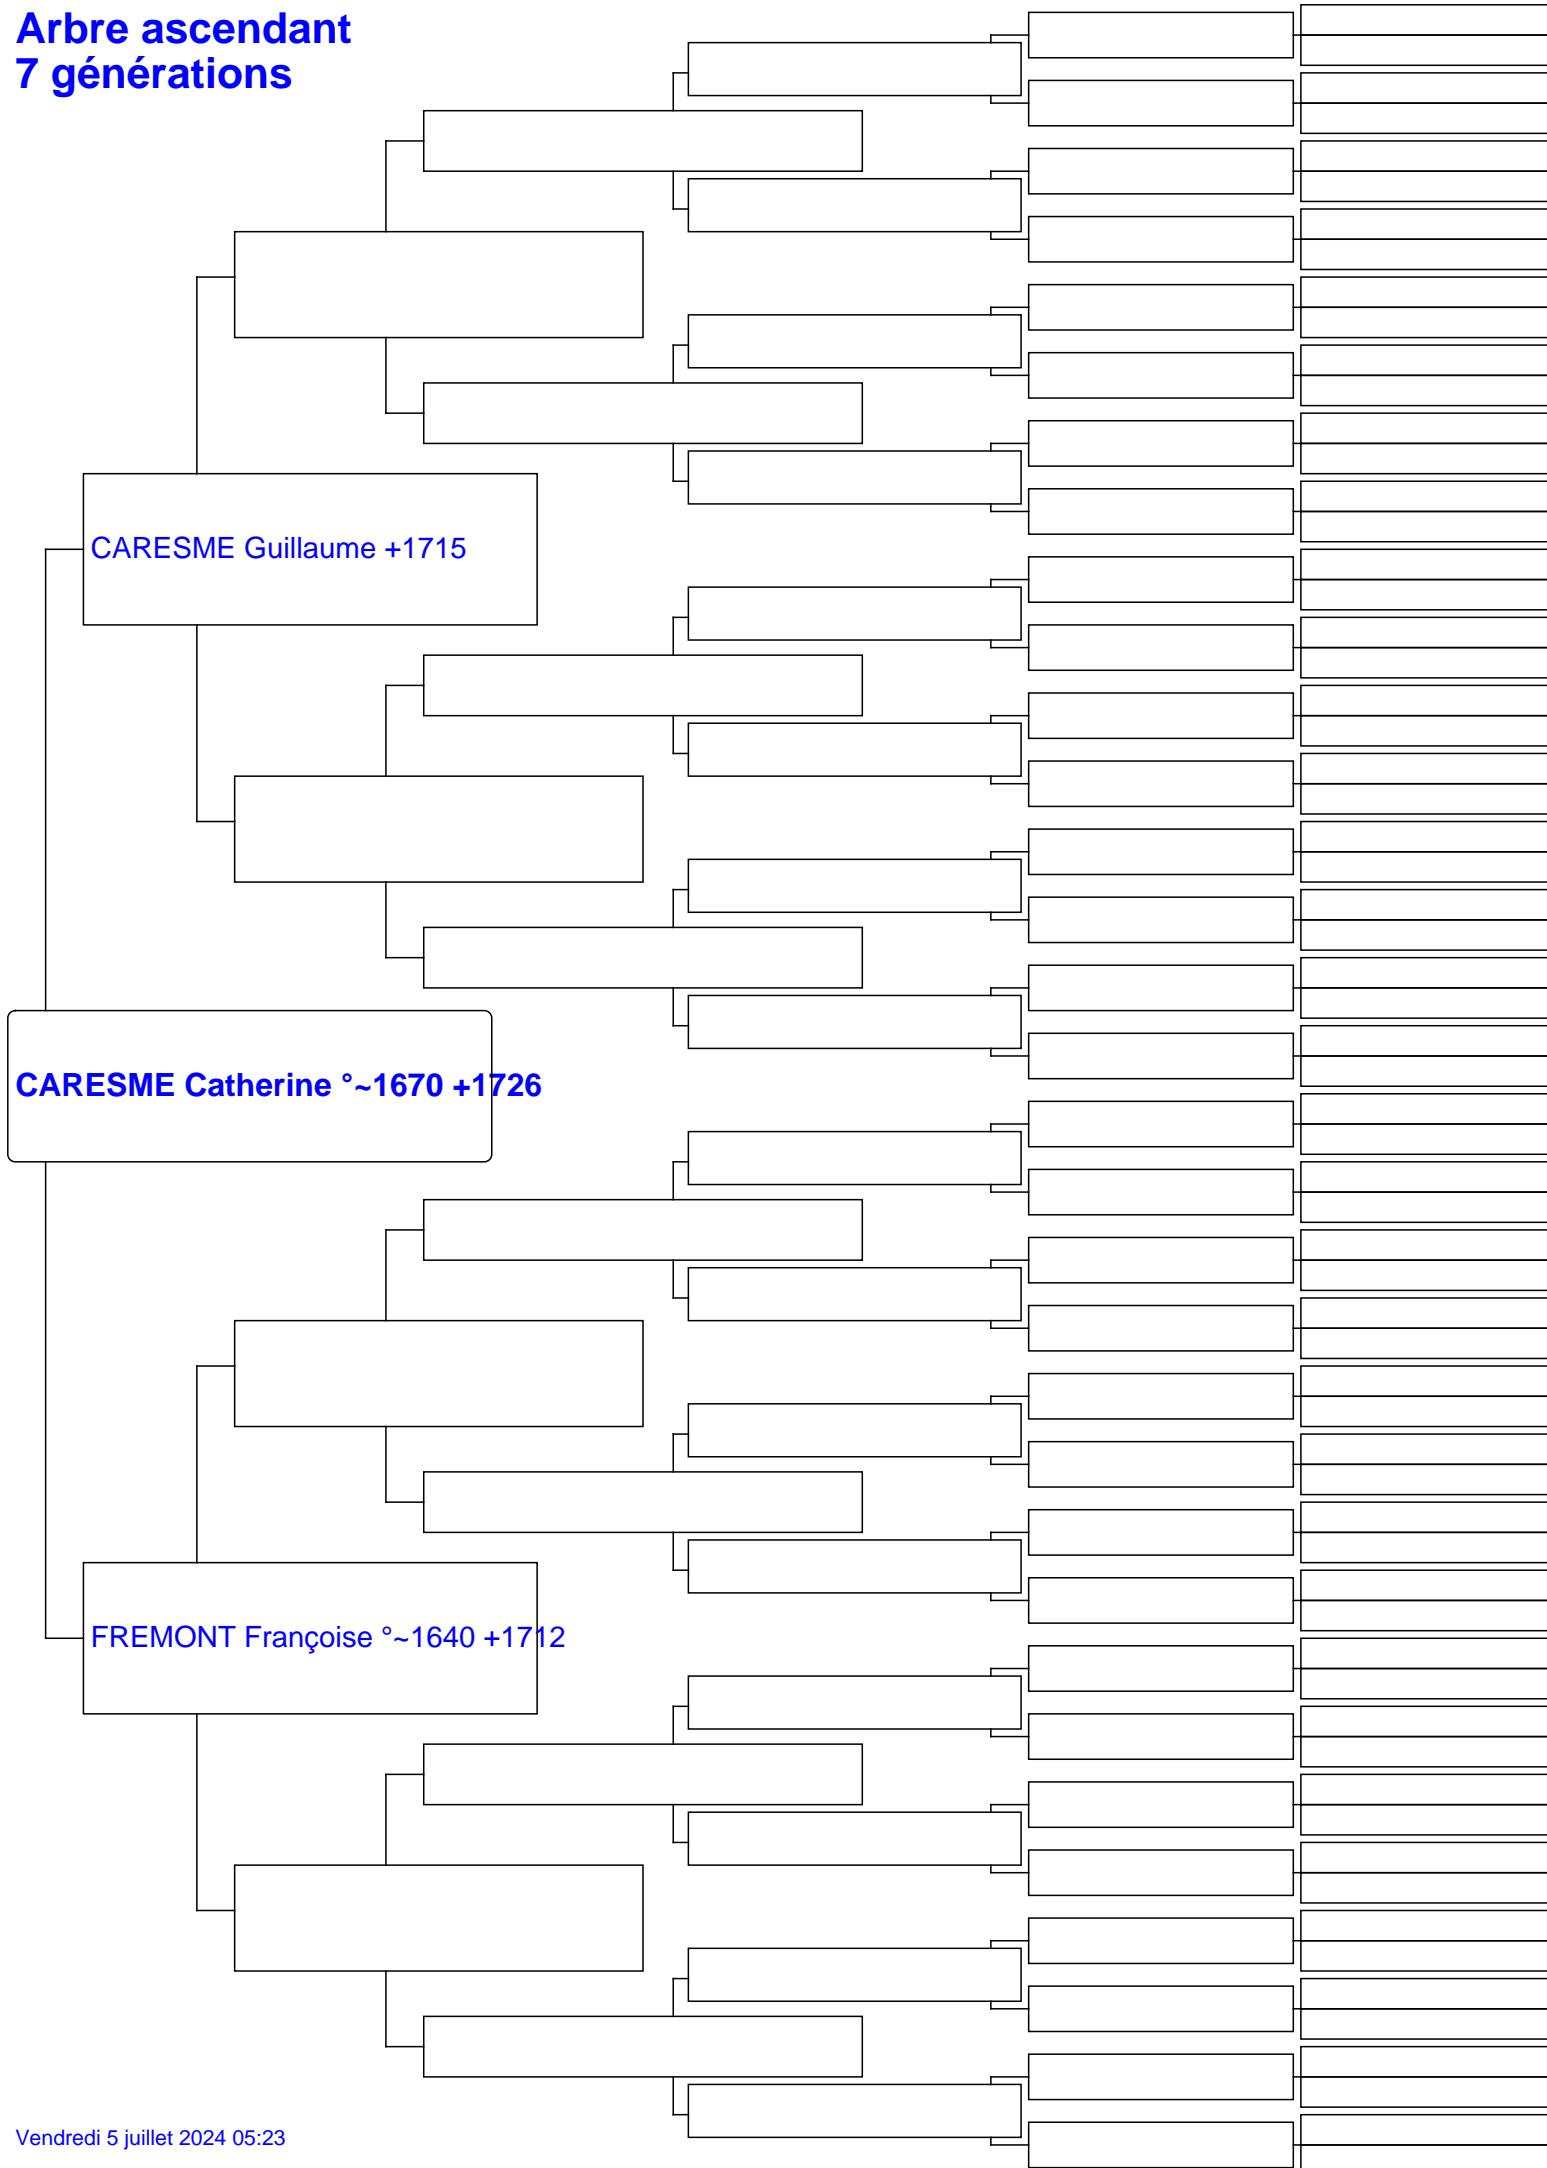 Arbre ascendant
7 générations
CARESME Guillaume +1715
CARESME Catherine °~1670 +1726
FREMONT Françoise °~1640 +1712
Vendredi 5 juillet 2024 05:23